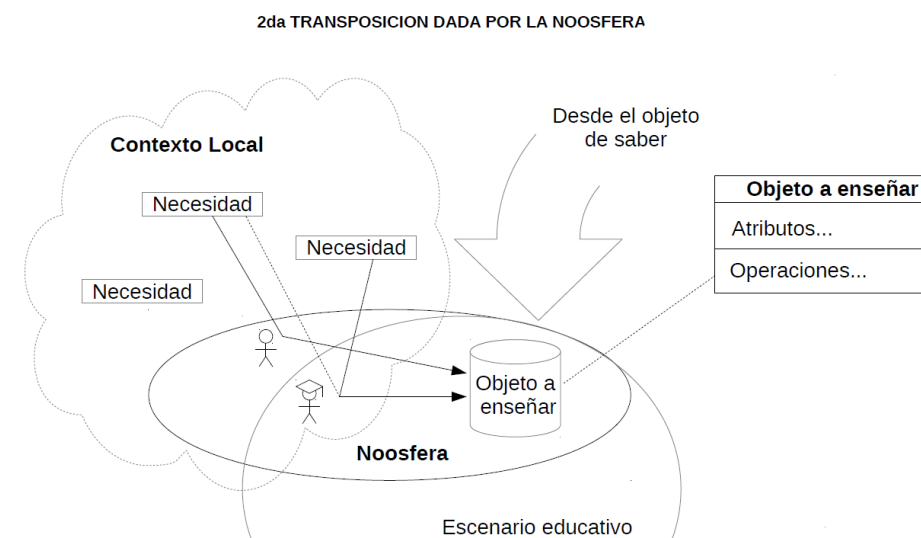 2da TRANSPOSICION DADA POR LA NOOSFERA
Desde el objeto
de saber
Contexto Local
Objeto a enseñar
Necesidad
Atributos...
Necesidad
Operaciones...
Necesidad
Objeto a
enseñar
Noosfera
Escenario educativo